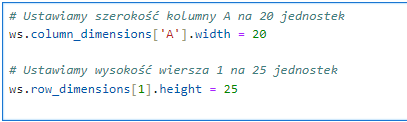 # Ustawiamy szerokość kolumny A na 20 jednostek
ws.column_dimensions['A'].width = 20
# Ustawiamy wysokość wiersza 1 na 25 jednostek
ws.row_dimensions[1].height = 25